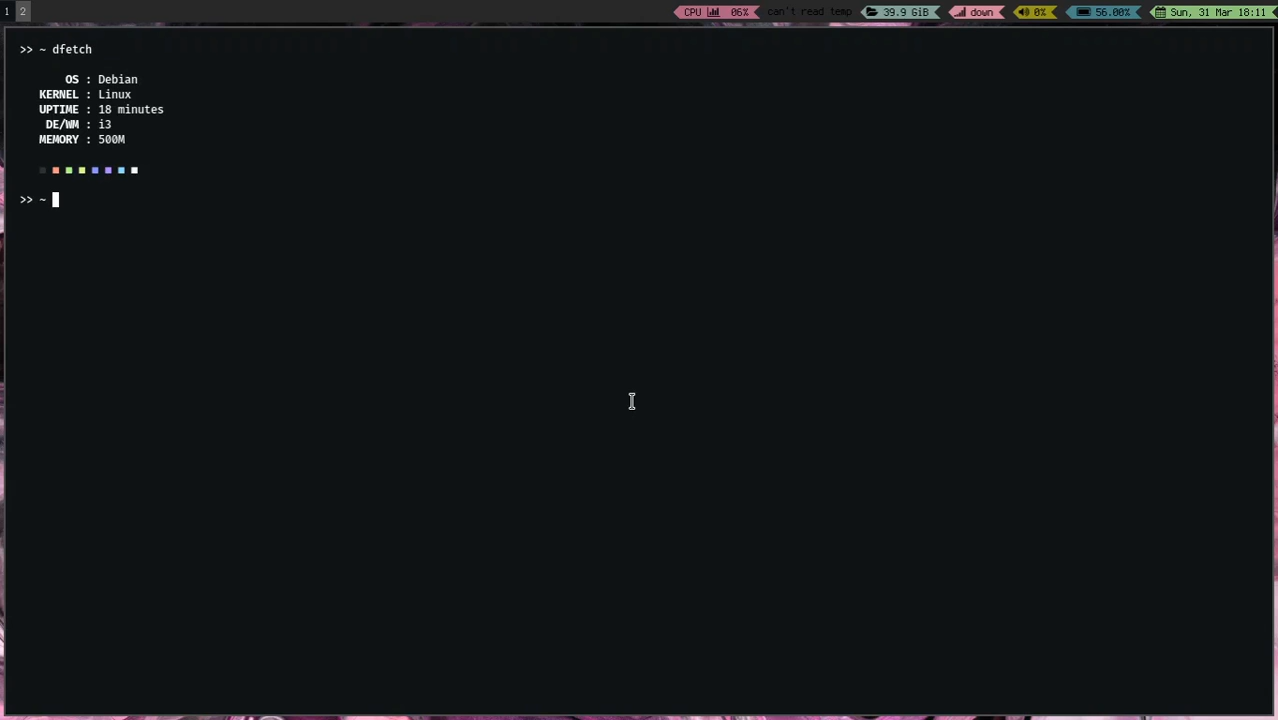 1 2 CPU 06% can't read temp 39.9 GiB down 0% 56.00% Sun, 31 Mar 18:11
>> ~ dfetch
OS : Debian
KERNEL : Linux
UPTIME : 18 minutes
DE/WM : i3
MEMORY : 500M
>> ~